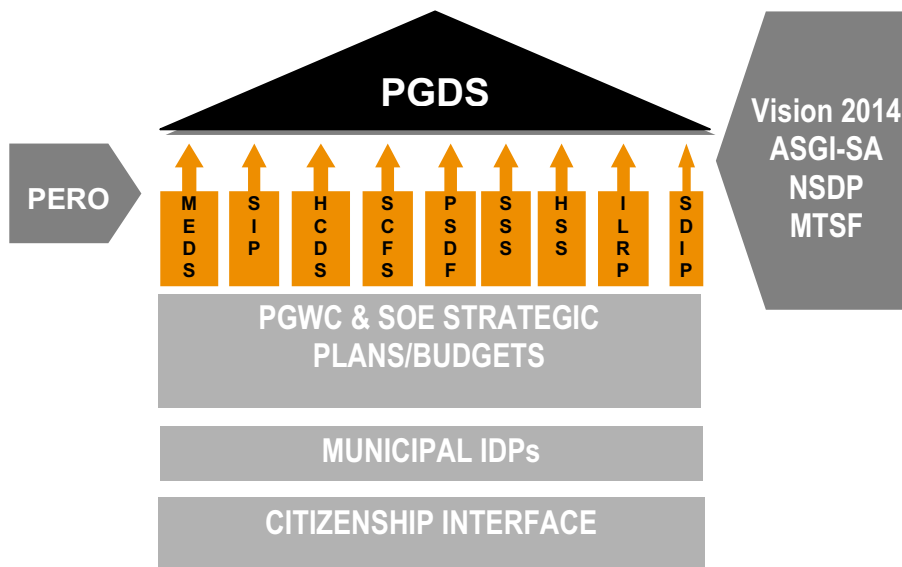 PGDS
Vision 2014
ASGI-SA
NSDP
MTSF
PERO
MEDS
SIP
HCDS
SCFS
PSDF
SSS
HSS
ILRP
SDIP
PGWC & SOE STRATEGIC
PLANS/BUDGETS
MUNICIPAL IDPs
CITIZENSHIP INTERFACE